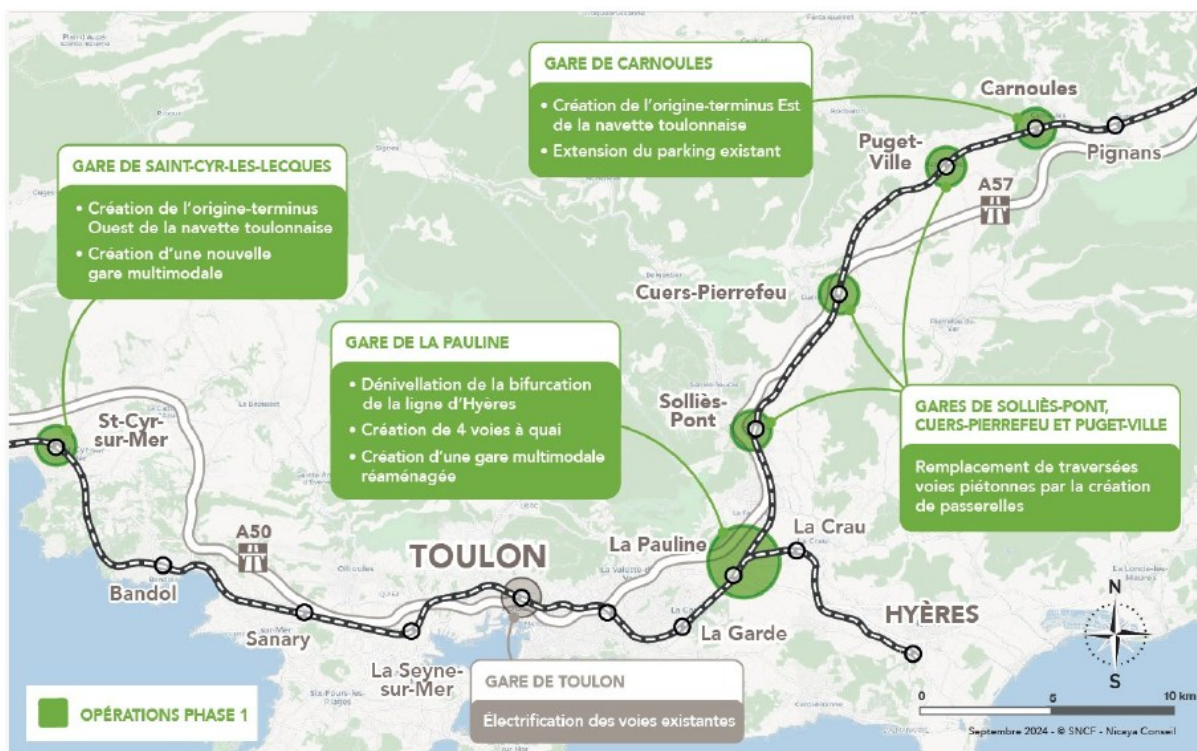 GARE DE CARNOULES
• Création de l'origine-terminus Est
de la navette toulonnaise
• Extension du parking existant
Carnoules
Puget-
Ville
Pignans
A57
GARE DE SAINT-CYR-LES-LECQUES
• Création de l'origine-terminus
Ouest de la navette toulonnaise
• Création d'une nouvelle
gare multimodale
Cuers-Pierrefeu
GARE DE LA PAULINE
• Dénivellation de la bifurcation
de la ligne d'Hyères
• Création de 4 voies à quai
• Création d'une gare multimodale
réaménagée
Solliès-
Pont
GARES DE SOLLIÈS-PONT,
CUERS-PIERREFEU ET PUGET-VILLE
Remplacement de traversées
voies piétonnes par la création
de passerelles
St-Cyr-
sur-Mer
A50
La Pauline
La Crau
TOULON
Bandol
Sanary
La Seyne-
sur-Mer
La Garde
HYÈRES
N
S
GARE DE TOULON
Électrification des voies existantes
OPÉRATIONS PHASE 1
0 5 10 km
Septembre 2024 - © SNCF - Nicaya Conseil